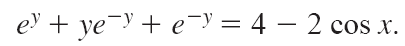 e^y + ye^{-y} + e^{-y} = 4 − 2 cos x.